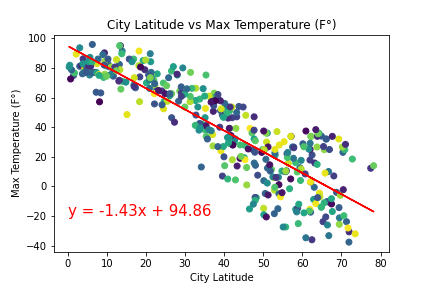 City Latitude vs Max Temperature (F°)
Max Temperature (F°)
100
80
60
40
20
0
−20
−40
y = -1.43x + 94.86
0 10 20 30 40 50 60 70 80
City Latitude